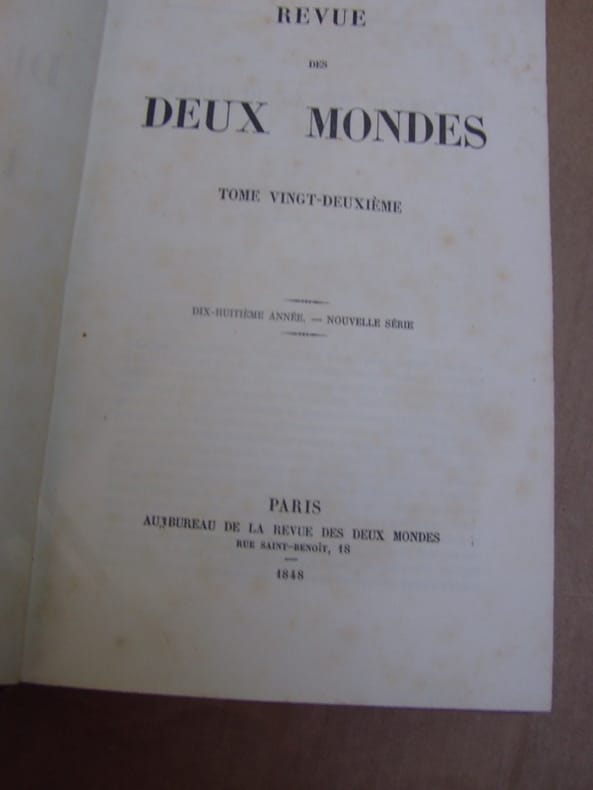 REVUE
DES
DEUX MONDES
TOME VINGT-DEUXIÈME
DIX-HUITIÈME ANNÉE. — NOUVELLE SÉRIE
PARIS
AU BUREAU DE LA REVUE DES DEUX MONDES
RUE SAINT-BENOÎT, 18
1848